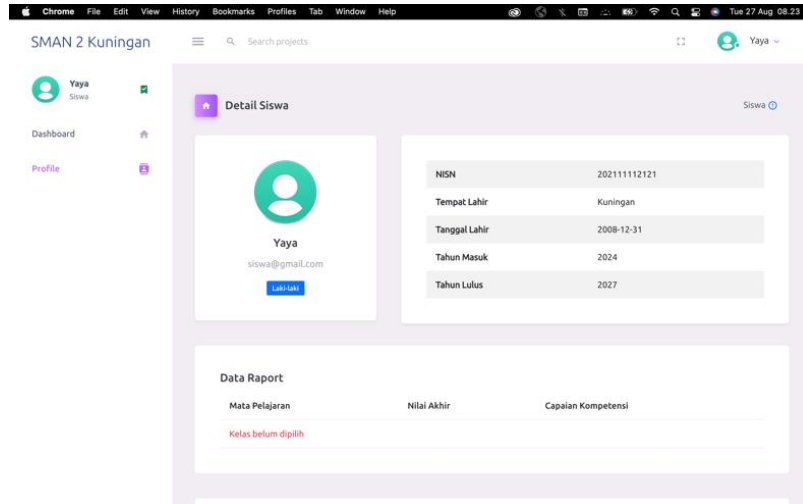 Chrome File Edit View History Bookmarks Profiles Tab Window Help Tue 27 Aug 08.23
SMAN 2 Kuningan
Search projects
Yaya
Yaya
Siswa
Dashboard
Profile
Detail Siswa
Siswa
Yaya
siswa@gmail.com
Laki-laki
NISN 202111112121
Tempat Lahir Kuningan
Tanggal Lahir 2008-12-31
Tahun Masuk 2024
Tahun Lulus 2027
Data Raport
Mata Pelajaran Nilai Akhir Capaian Kompetensi
Kelas belum dipilih